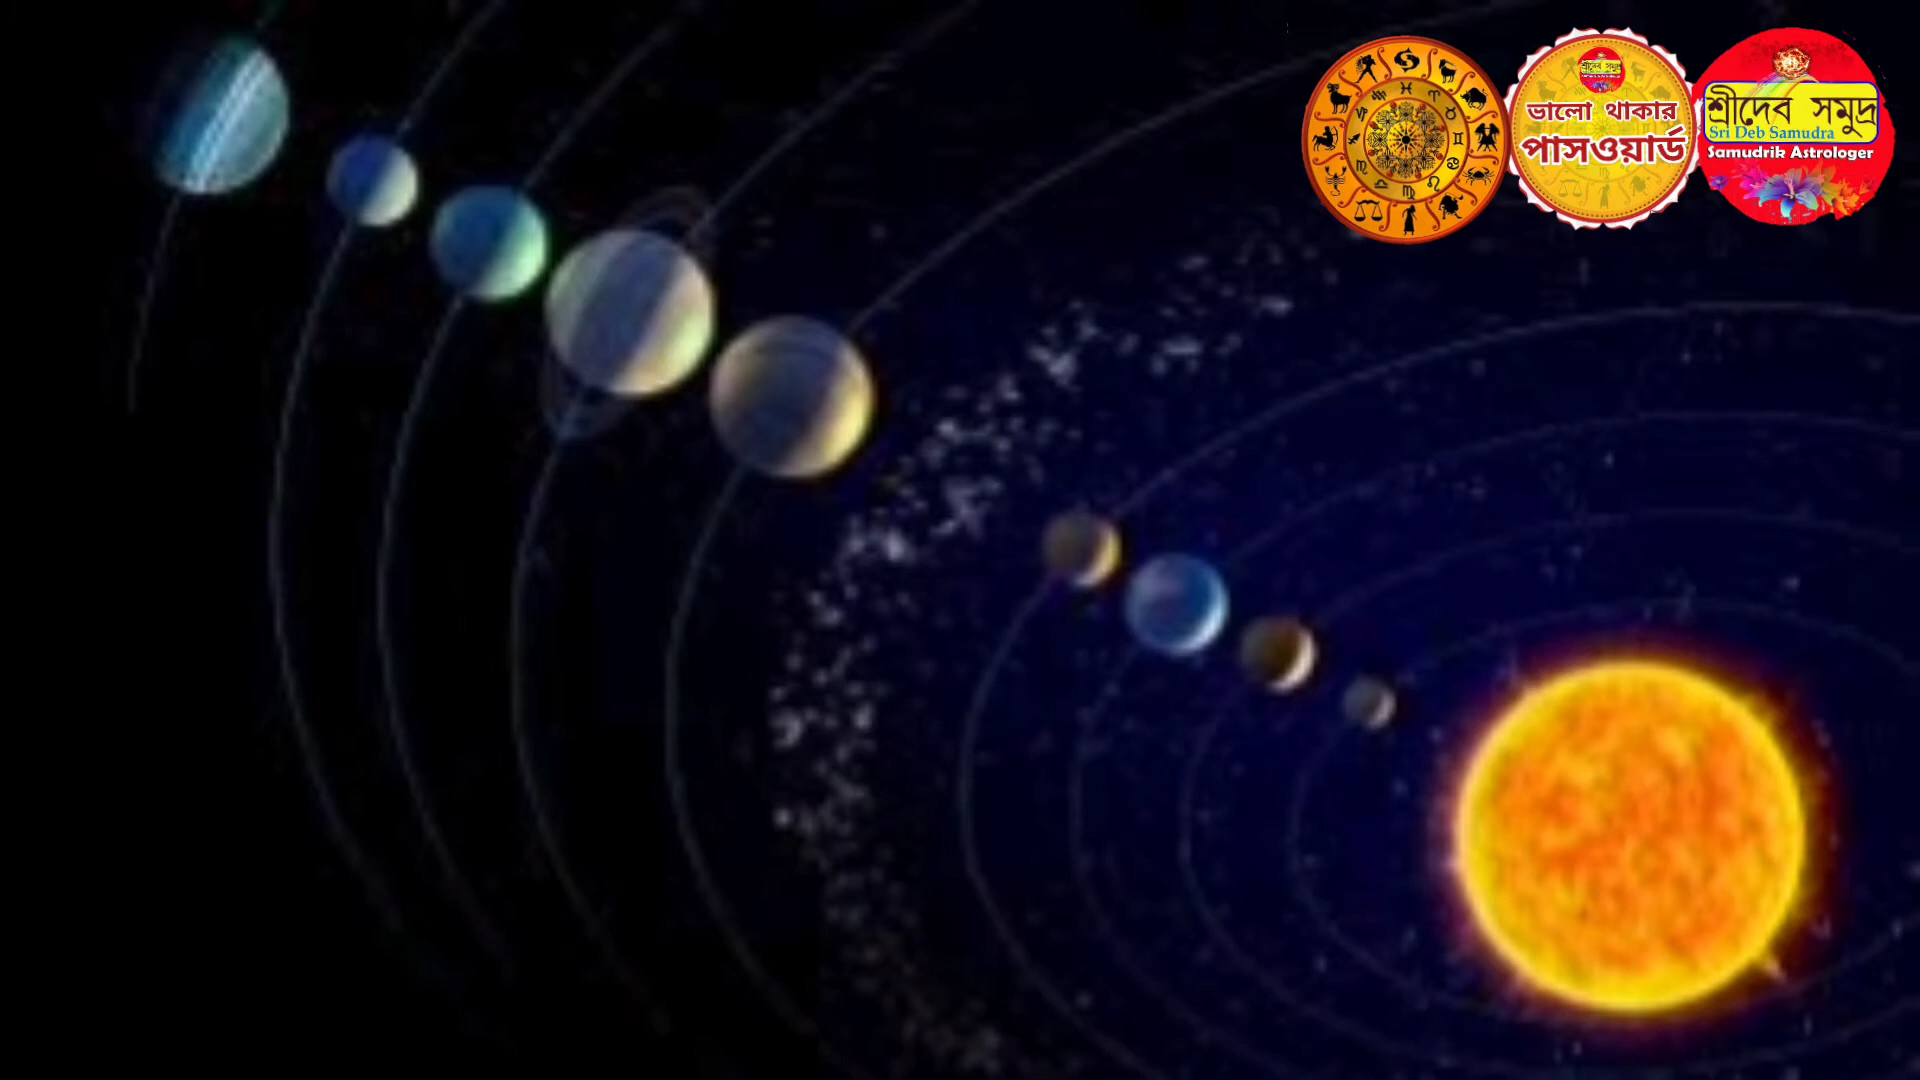 ভালো থাকার
পাসওয়ার্ড
শ্রীদেব সমুদ্র
Sri Deb Samudra
Samudrik Astrologer